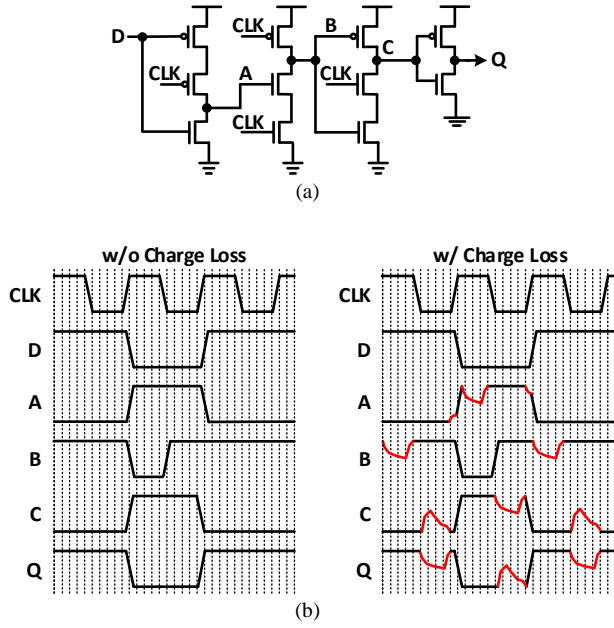 CLK B
D C
CLK A CLK Q
CLK
(a)
w/o Charge Loss w/ Charge Loss
CLK CLK
D D
A A
B B
C C
Q Q
(b)